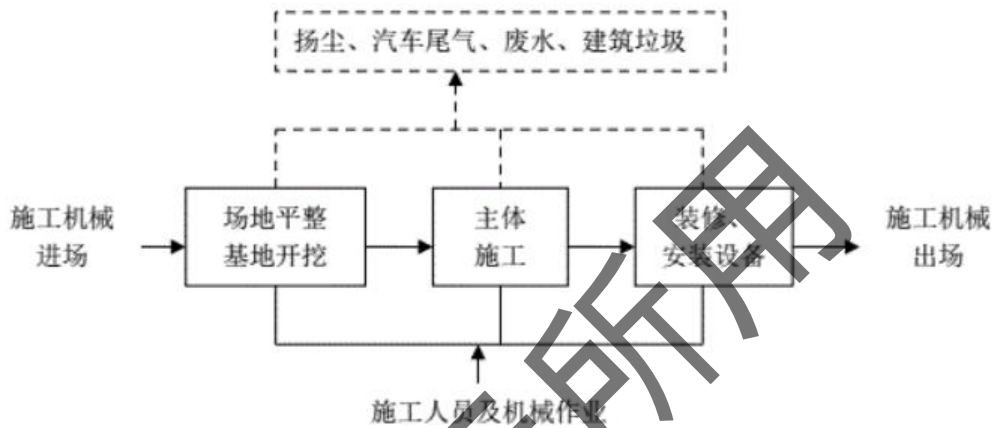 扬尘、汽车尾气、废水、建筑垃圾
施工机械
进场
场地平整
基地开挖
主体
施工
装修、
安装设备
施工机械
出场
施工人员及机械作业
所用